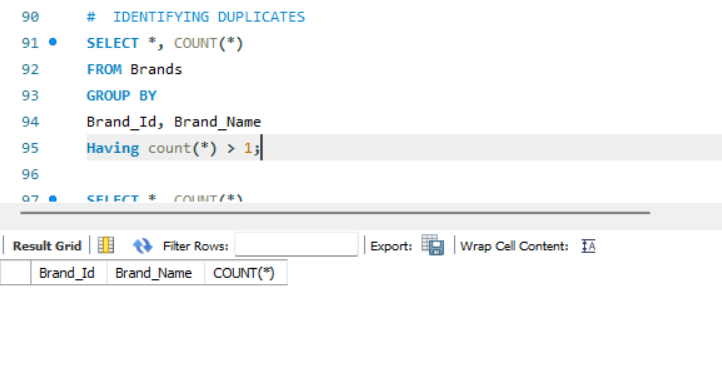 90 # IDENTIFYING DUPLICATES
91 SELECT *, COUNT(*)
92 FROM Brands
93 GROUP BY
94 Brand_Id, Brand_Name
95 Having count(*) > 1;
96
97 SELECT *, COUNT(*)
Result Grid Filter Rows: Export: Wrap Cell Content: IA
Brand_Id Brand_Name COUNT(*)